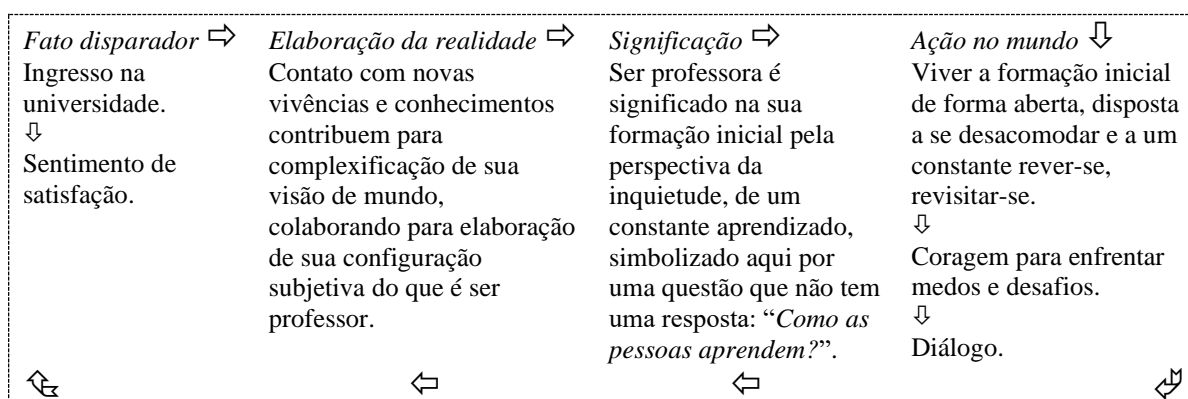 Fato disparador ⇨
Ingresso na
universidade.
⇩
Sentimento de
satisfação.
Elaboração da realidade ⇨
Contato com novas
vivências e conhecimentos
contribuem para
complexificação de sua
visão de mundo,
colaborando para elaboração
de sua configuração
subjetiva do que é ser
professor.
Significação ⇨
Ser professora é
significado na sua
formação inicial pela
perspectiva da
inquietude, de um
constante aprendizado,
simbolizado aqui por
uma questão que não tem
uma resposta: “Como as
pessoas aprendem?”.
Ação no mundo ⇩
Viver a formação inicial
de forma aberta, disposta
a se desacomodar e a um
constante rever-se,
revisitar-se.
⇩
Coragem para enfrentar
medos e desafios.
⇩
Diálogo.